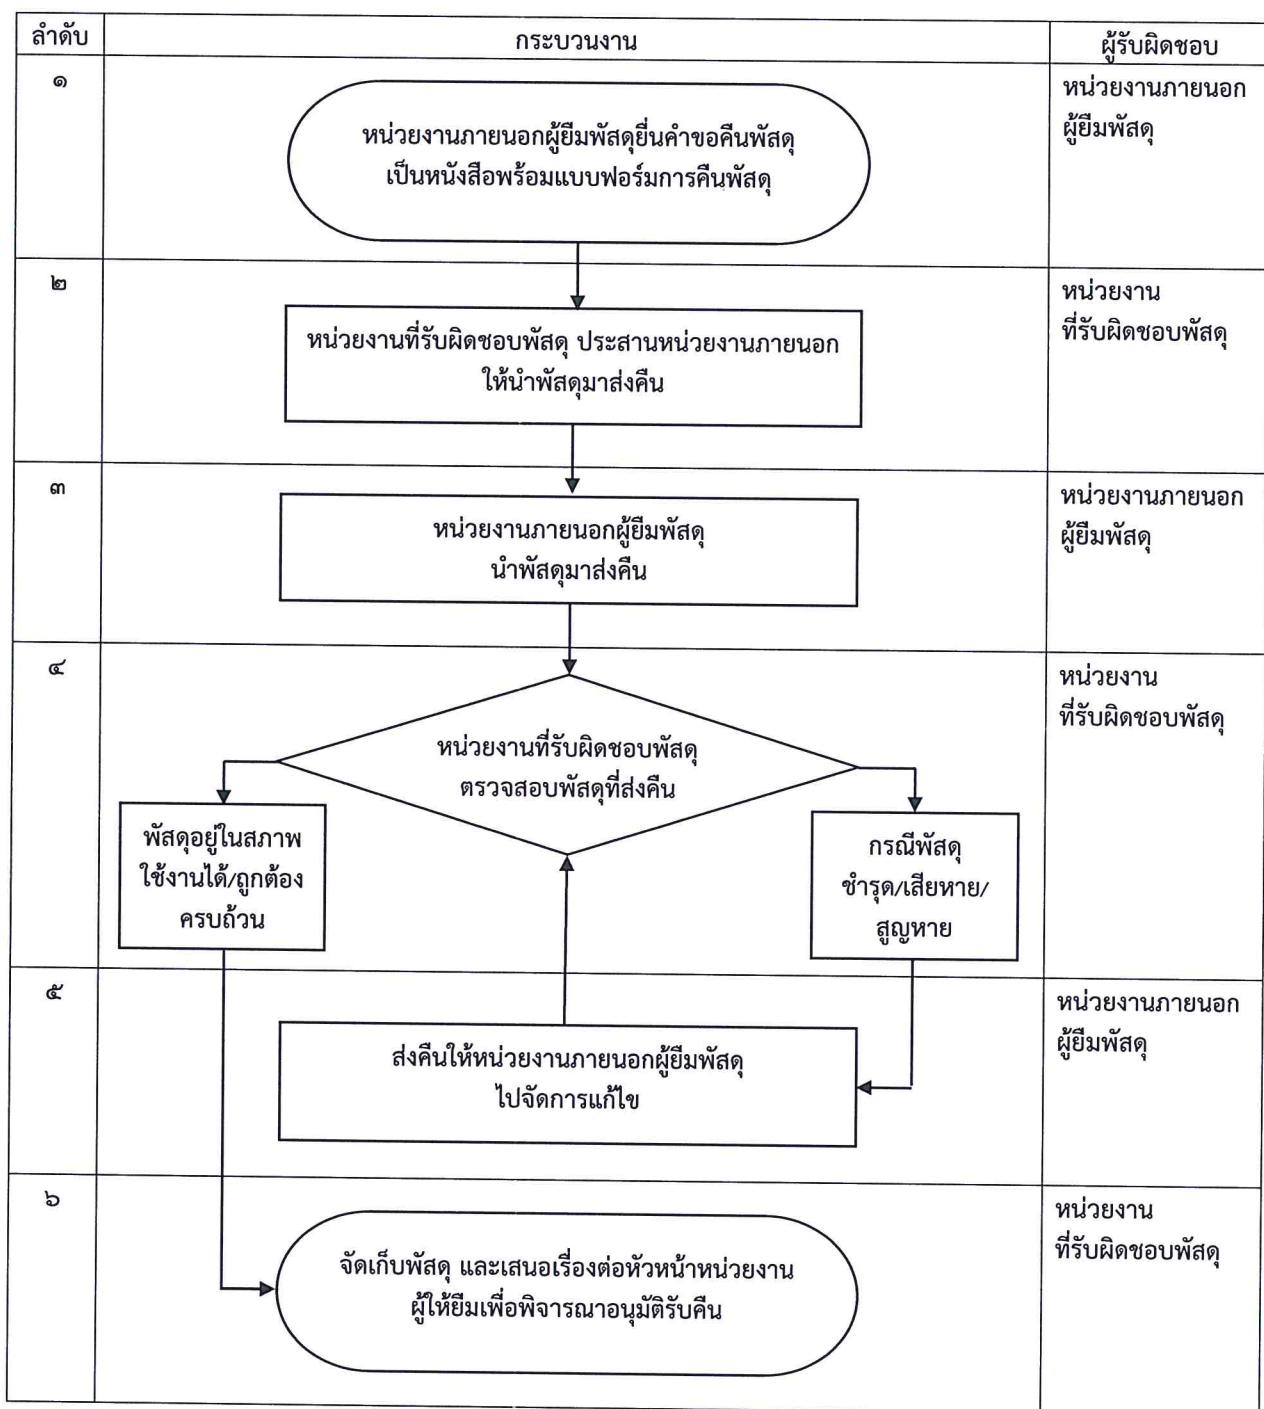 ลำดับ กระบวนงาน ผู้รับผิดชอบ
๑
หน่วยงานภายนอกผู้ยืมพัสดุยื่นคำขอคืนพัสดุ
เป็นหนังสือพร้อมแบบฟอร์มการคืนพัสดุ
หน่วยงานภายนอก
ผู้ยืมพัสดุ
๒
หน่วยงานที่รับผิดชอบพัสดุ ประสานหน่วยงานภายนอก
ให้นำพัสดุมาส่งคืน
หน่วยงาน
ที่รับผิดชอบพัสดุ
๓
หน่วยงานภายนอกผู้ยืมพัสดุ
นำพัสดุมาส่งคืน
หน่วยงานภายนอก
ผู้ยืมพัสดุ
๔
หน่วยงานที่รับผิดชอบพัสดุ
ตรวจสอบพัสดุที่ส่งคืน
พัสดุอยู่ในสภาพ
ใช้งานได้/ถูกต้อง
ครบถ้วน
กรณีพัสดุ
ชำรุด/เสียหาย/
สูญหาย
หน่วยงาน
ที่รับผิดชอบพัสดุ
๕
ส่งคืนให้หน่วยงานภายนอกผู้ยืมพัสดุ
ไปจัดการแก้ไข
หน่วยงานภายนอก
ผู้ยืมพัสดุ
๖
จัดเก็บพัสดุ และเสนอเรื่องต่อหัวหน้าหน่วยงาน
ผู้ให้ยืมเพื่อพิจารณาอนุมัติรับคืน
หน่วยงาน
ที่รับผิดชอบพัสดุ